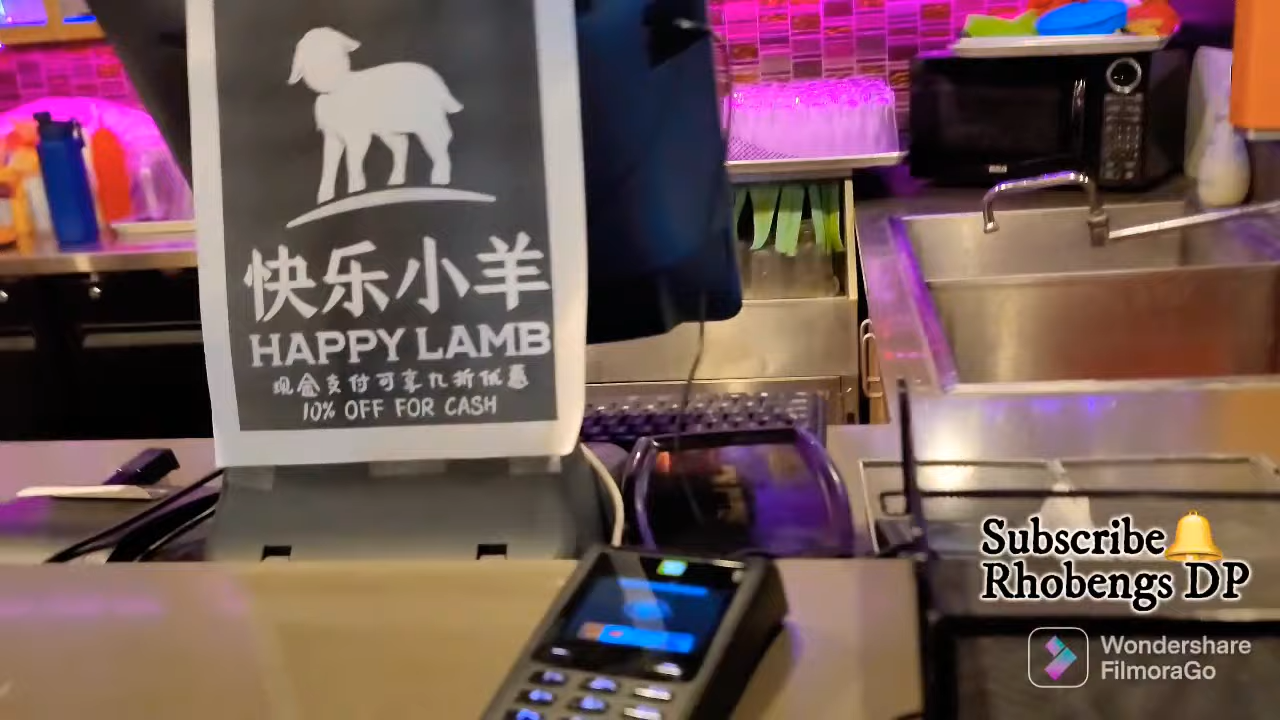 快乐小羊
HAPPY LAMB
现金支付可享九折优惠
10% OFF FOR CASH
Subscribe🔔
Rhobengs DP
Wondershare
FilmoraGo